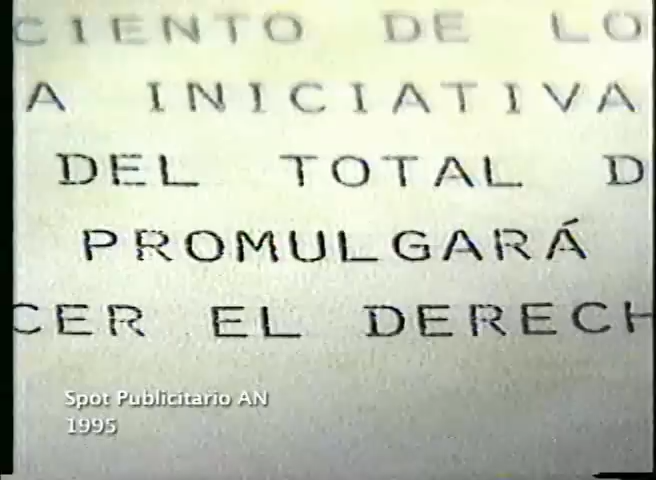 CIENTO DE LO
A INICIATIVA
DEL TOTAL D
PROMULGARÁ
CER EL DERECH
Spot Publicitario AN
1995